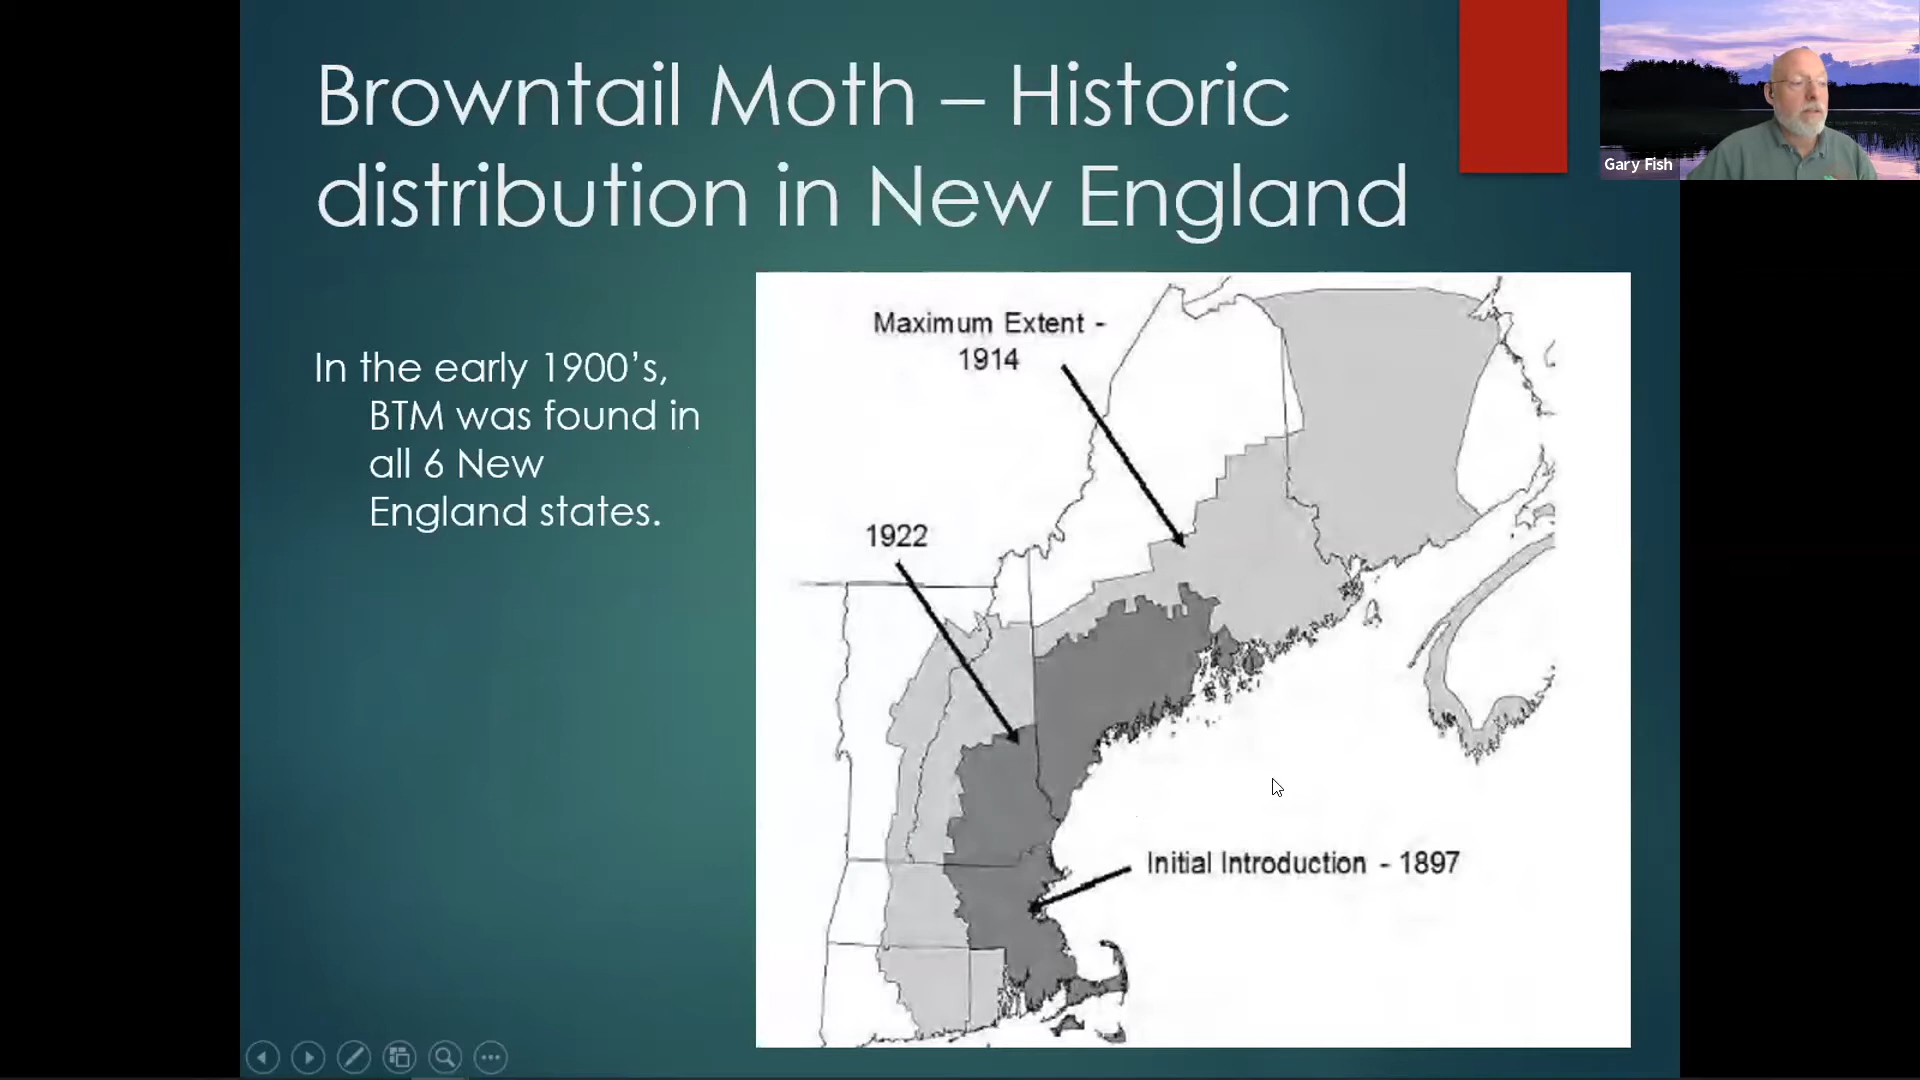 Browntail Moth – Historic
distribution in New England
Gary Fish
In the early 1900’s,
BTM was found in
all 6 New
England states.
Maximum Extent -
1914
1922
Initial Introduction - 1897